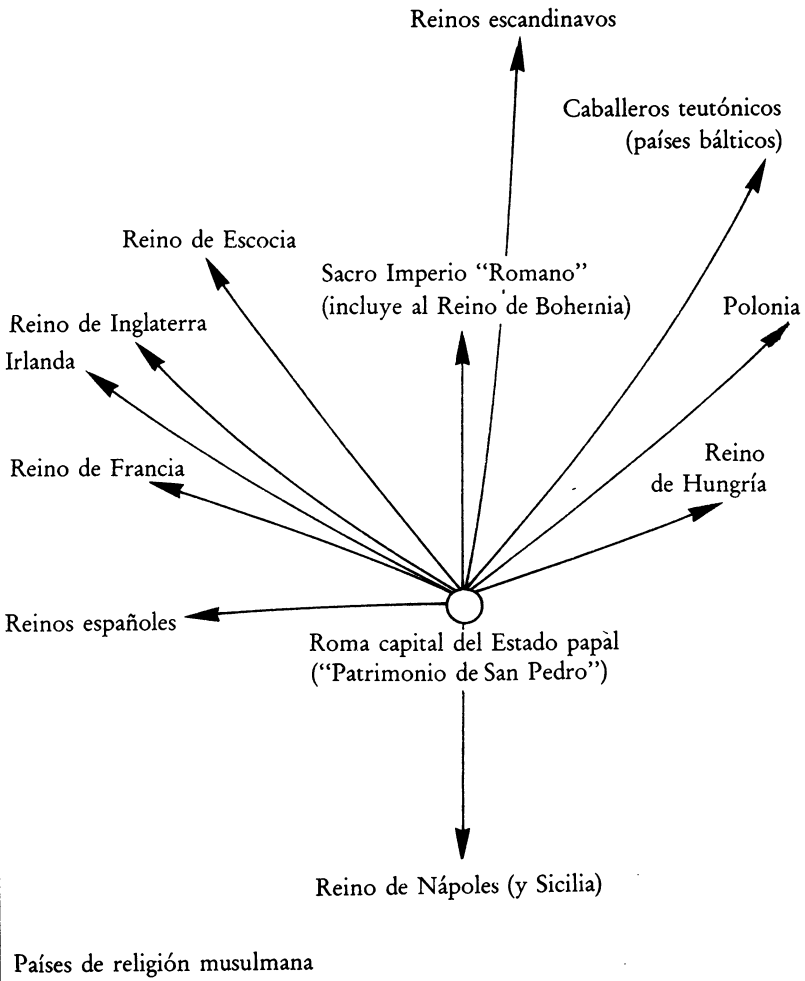 Reinos escandinavos
Caballeros teutónicos
(países bálticos)
Reino de Escocia
Sacro Imperio “Romano”
(incluye al Reino de Bohemia)
Polonia
Reino de Inglaterra
Irlanda
Reino
de Hungría
Reino de Francia
Reinos españoles
Roma capital del Estado papàl
(“Patrimonio de San Pedro”)
Reino de Nápoles (y Sicilia)
Países de religión musulmana